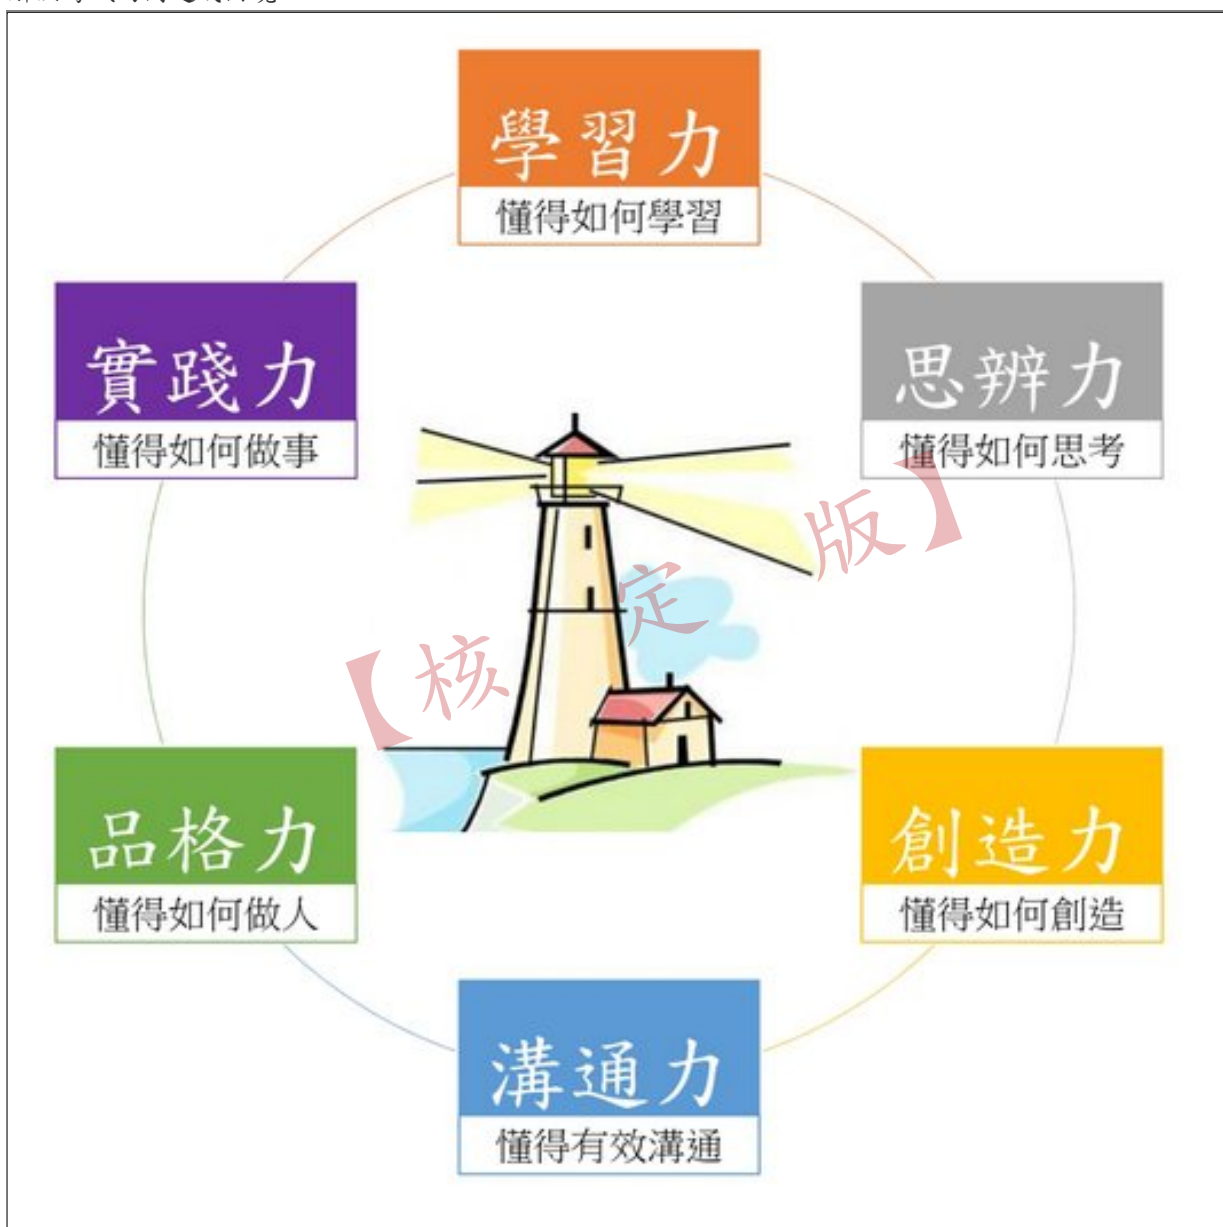 學習力
懂得如何學習
實踐力
懂得如何做事
思辨力
懂得如何思考
【核定版】
品格力
懂得如何做人
創造力
懂得如何創造
溝通力
懂得有效溝通